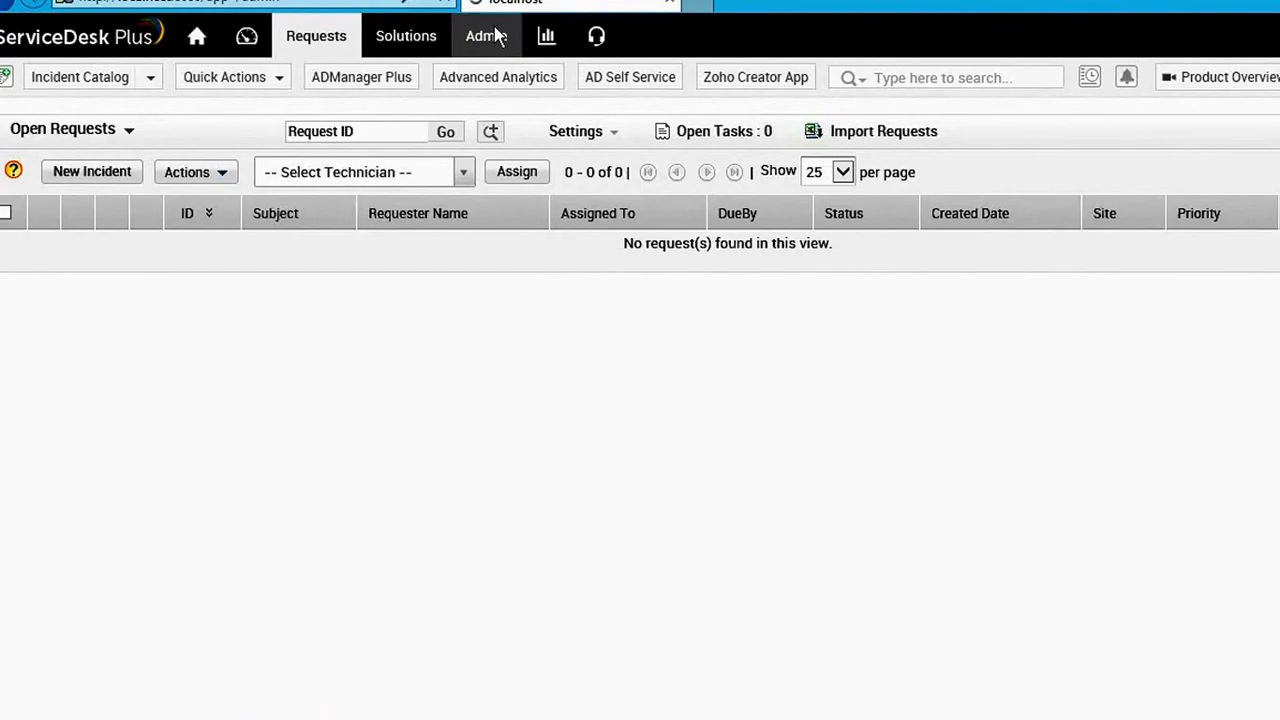 localhost
ServiceDesk Plus
Requests
Solutions
Admin
Incident Catalog
Quick Actions
ADManager Plus
Advanced Analytics
AD Self Service
Zoho Creator App
Type here to search...
Product Overview
Open Requests
Request ID
Go
Settings
Open Tasks : 0
Import Requests
New Incident
Actions
-- Select Technician --
Assign
0 - 0 of 0 |
| Show
25
per page
ID
Subject
Requester Name
Assigned To
DueBy
Status
Created Date
Site
Priority
No request(s) found in this view.